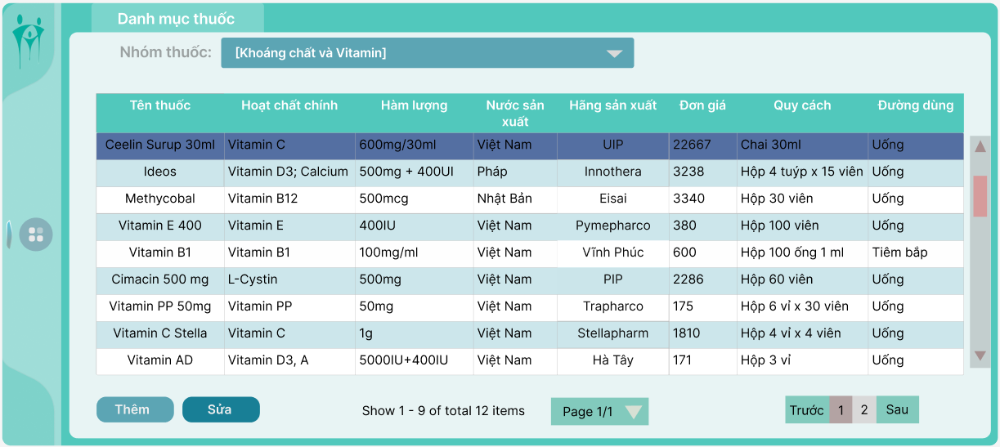 Danh mục thuốc
Nhóm thuốc: [Khoáng chất và Vitamin]
Tên thuốc Hoạt chất chính Hàm lượng Nước sản xuất Hãng sản xuất Đơn giá Quy cách Đường dùng
Ceelin Surup 30ml Vitamin C 600mg/30ml Việt Nam UIP 22667 Chai 30ml Uống
Ideos Vitamin D3; Calcium 500mg + 400UI Pháp Innothera 3238 Hộp 4 tuýp x 15 viên Uống
Methycobal Vitamin B12 500mcg Nhật Bản Eisai 3340 Hộp 30 viên Uống
Vitamin E 400 Vitamin E 400IU Việt Nam Pymepharco 380 Hộp 100 viên Uống
Vitamin B1 Vitamin B1 100mg/ml Việt Nam Vĩnh Phúc 600 Hộp 100 ống 1 ml Tiêm bắp
Cimacin 500 mg L-Cystin 500mg Việt Nam PIP 2286 Hộp 60 viên Uống
Vitamin PP 50mg Vitamin PP 50mg Việt Nam Trapharco 175 Hộp 6 vỉ x 30 viên Uống
Vitamin C Stella Vitamin C 1g Việt Nam Stellapharm 1810 Hộp 4 vỉ x 4 viên Uống
Vitamin AD Vitamin D3, A 5000IU+400IU Việt Nam Hà Tây 171 Hộp 3 vỉ Uống
Thêm Sửa Show 1 - 9 of total 12 items Page 1/1 Trước 1 2 Sau